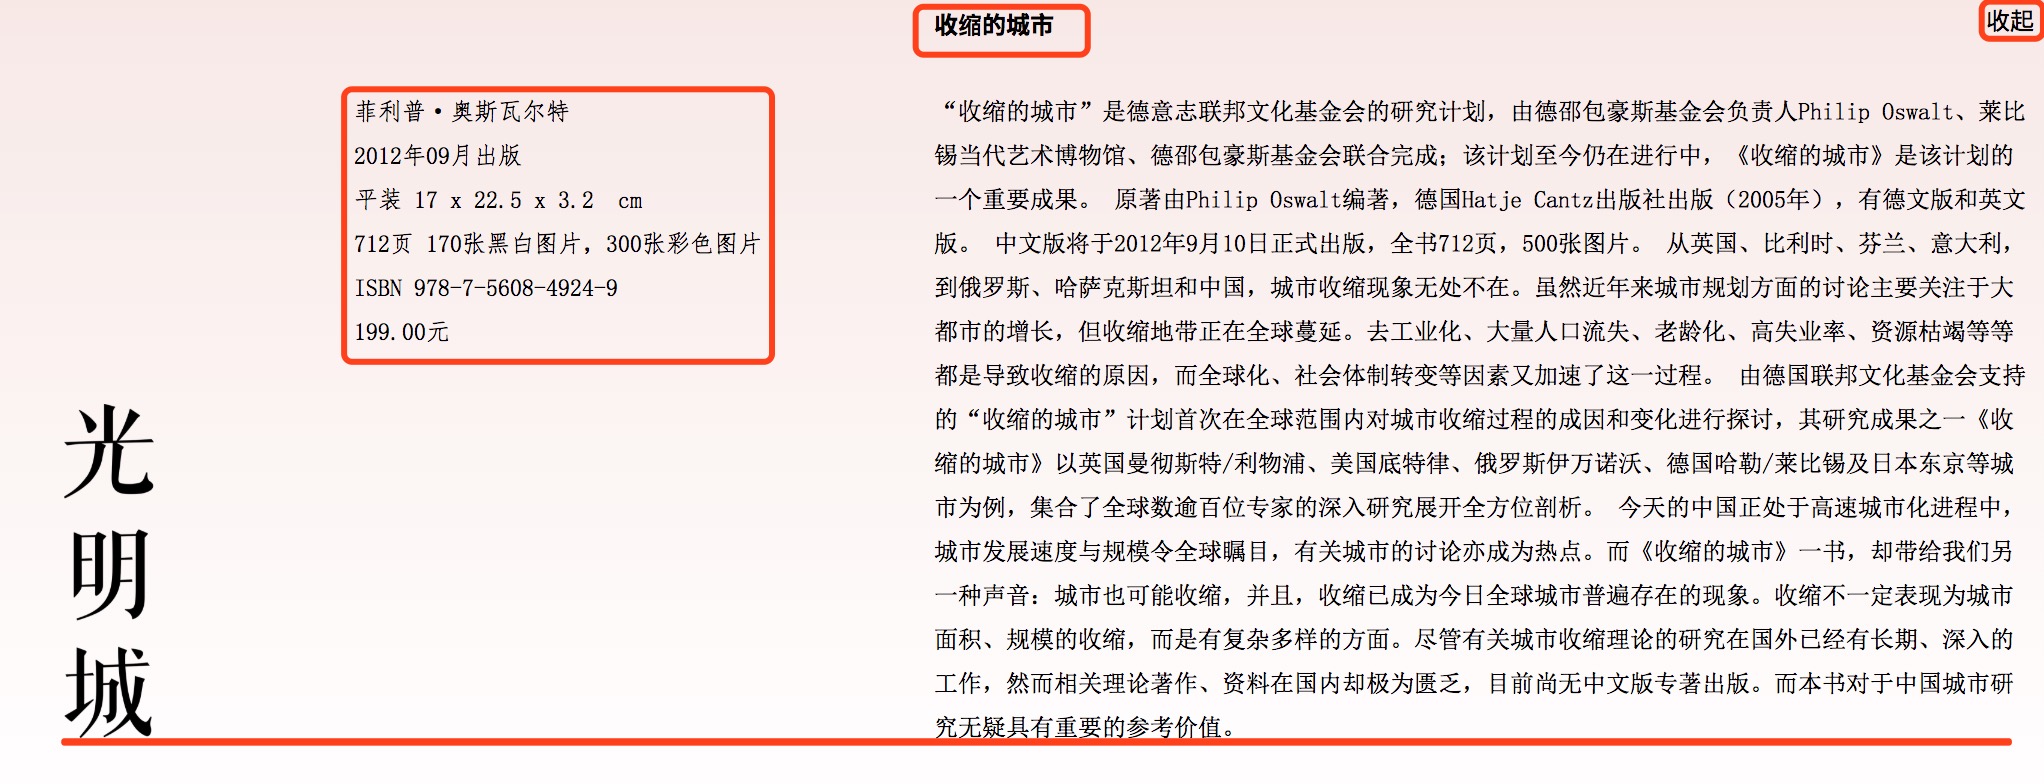 收缩的城市
收起
菲利普·奥斯瓦尔特
2012年09月出版
平装 17 x 22.5 x 3.2  cm
712页 170张黑白图片，300张彩色图片
ISBN 978-7-5608-4924-9
199.00元
“收缩的城市”是德意志联邦文化基金会的研究计划，由德邵包豪斯基金会负责人Philip Oswalt、莱比
锡当代艺术博物馆、德邵包豪斯基金会联合完成；该计划至今仍在进行中，《收缩的城市》是该计划的
一个重要成果。 原著由Philip Oswalt编著，德国Hatje Cantz出版社出版（2005年），有德文版和英文
版。 中文版将于2012年9月10日正式出版，全书712页，500张图片。 从英国、比利时、芬兰、意大利，
到俄罗斯、哈萨克斯坦和中国，城市收缩现象无处不在。虽然近年来城市规划方面的讨论主要关注于大
都市的增长，但收缩地带正在全球蔓延。去工业化、大量人口流失、老龄化、高失业率、资源枯竭等等
都是导致收缩的原因，而全球化、社会体制转变等因素又加速了这一过程。 由德国联邦文化基金会支持
的“收缩的城市”计划首次在全球范围内对城市收缩过程的成因和变化进行探讨，其研究成果之一《收
缩的城市》以英国曼彻斯特/利物浦、美国底特律、俄罗斯伊万诺沃、德国哈勒/莱比锡及日本东京等城
市为例，集合了全球数逾百位专家的深入研究展开全方位剖析。 今天的中国正处于高速城市化进程中，
城市发展速度与规模令全球瞩目，有关城市的讨论亦成为热点。而《收缩的城市》一书，却带给我们另
一种声音：城市也可能收缩，并且，收缩已成为今日全球城市普遍存在的现象。收缩不一定表现为城市
面积、规模的收缩，而是有复杂多样的方面。尽管有关城市收缩理论的研究在国外已经有长期、深入的
工作，然而相关理论著作、资料在国内却极为匮乏，目前尚无中文版专著出版。而本书对于中国城市研
究无疑具有重要的参考价值。
光明城